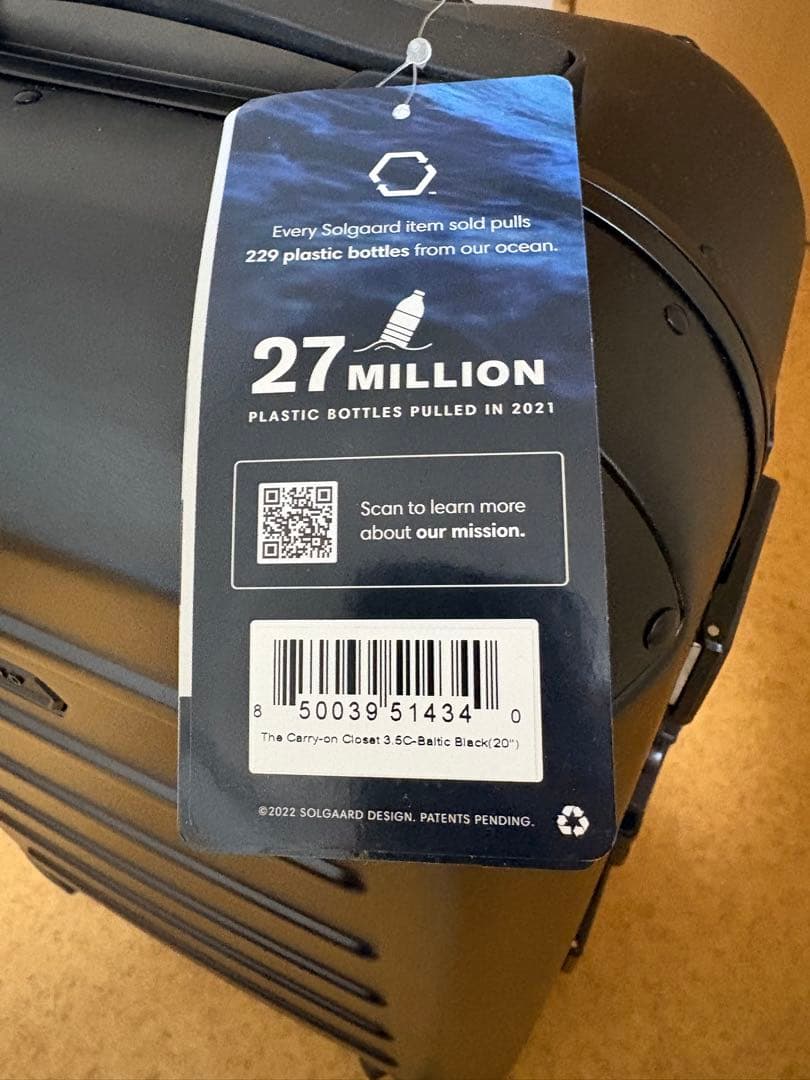 Every Solgaard item sold pulls
229 plastic bottles from our ocean.
27 MILLION
PLASTIC BOTTLES PULLED IN 2021
Scan to learn more
about our mission.
8 50039 51434 0
The Carry-on Closet 3.5C-Baltic Black(20")
©2022 SOLGAARD DESIGN. PATENTS PENDING.